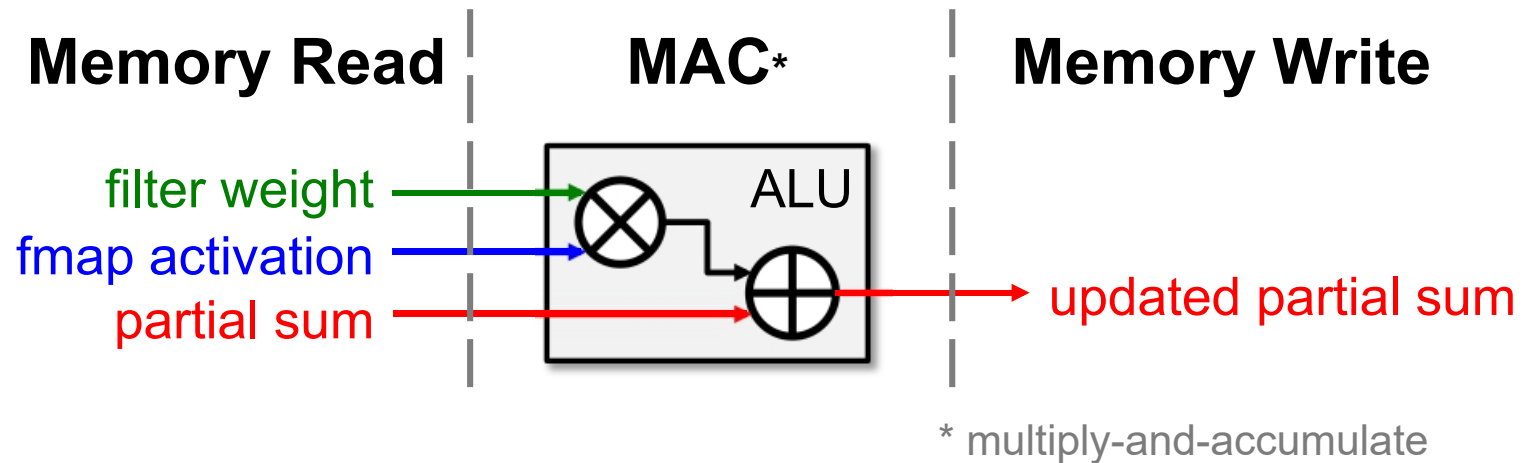 Memory Read
MAC*
Memory Write
filter weight
fmap activation
partial sum
ALU
updated partial sum
* multiply-and-accumulate